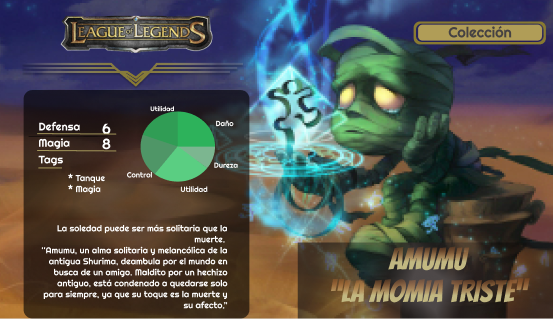 LEAGUE OF LEGENDS
Colección
Defensa 6
Magia 8
Tags
* Tanque
* Magia
Utilidad
Daño
Dureza
Utilidad
Control
La soledad puede ser más solitaria que la
muerte.
"Amumu, un alma solitaria y melancólica de la
antigua Shurima, deambula por el mundo en
busca de un amigo. Maldito por un hechizo
antiguo, está condenado a quedarse solo
para siempre, ya que su toque es la muerte y
su afecto,"
AMUMU
"LA MOMIA TRISTE"